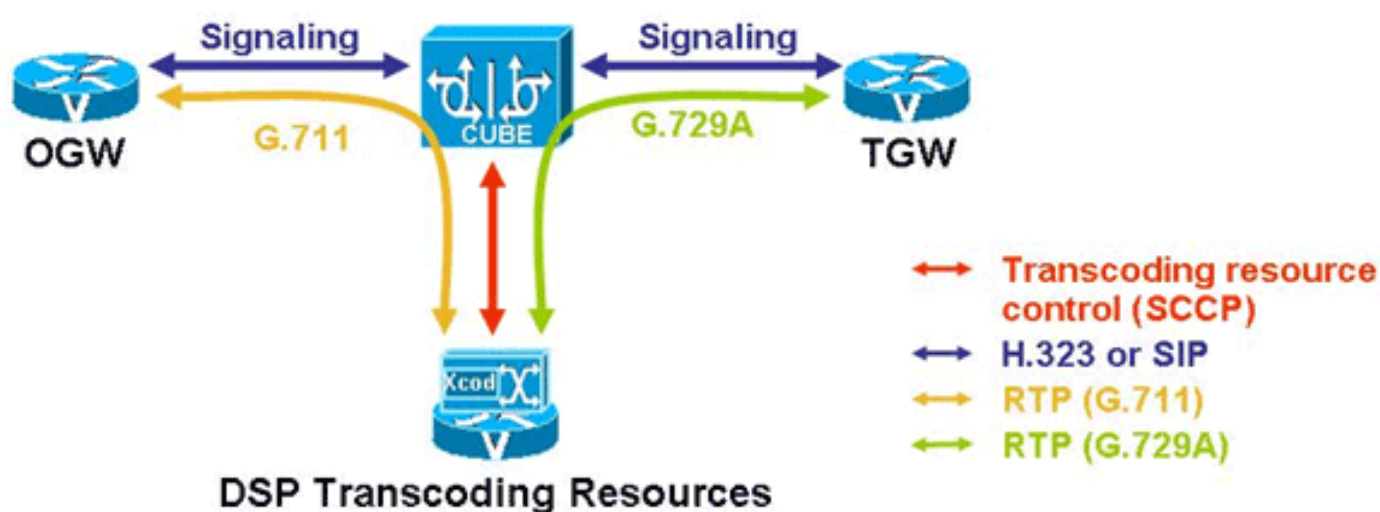 Signaling
Signaling
G.711
CUBE
G.729A
OGW
TGW
V
V
Transcoding resource
control (SCCP)
H.323 or SIP
RTP (G.711)
RTP (G.729A)
Xcod
V
DSP Transcoding Resources